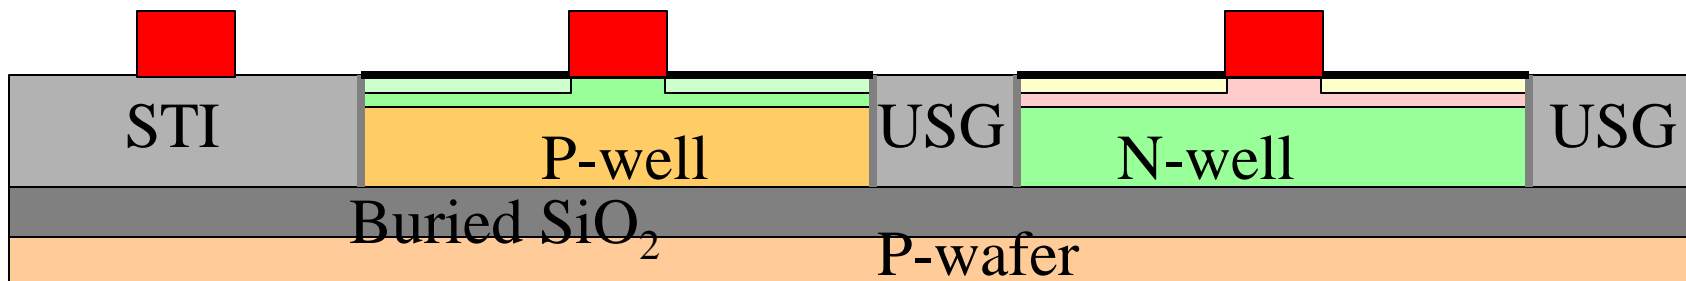 STI
P-well
USG
N-well
USG
Buried SiO₂
P-wafer